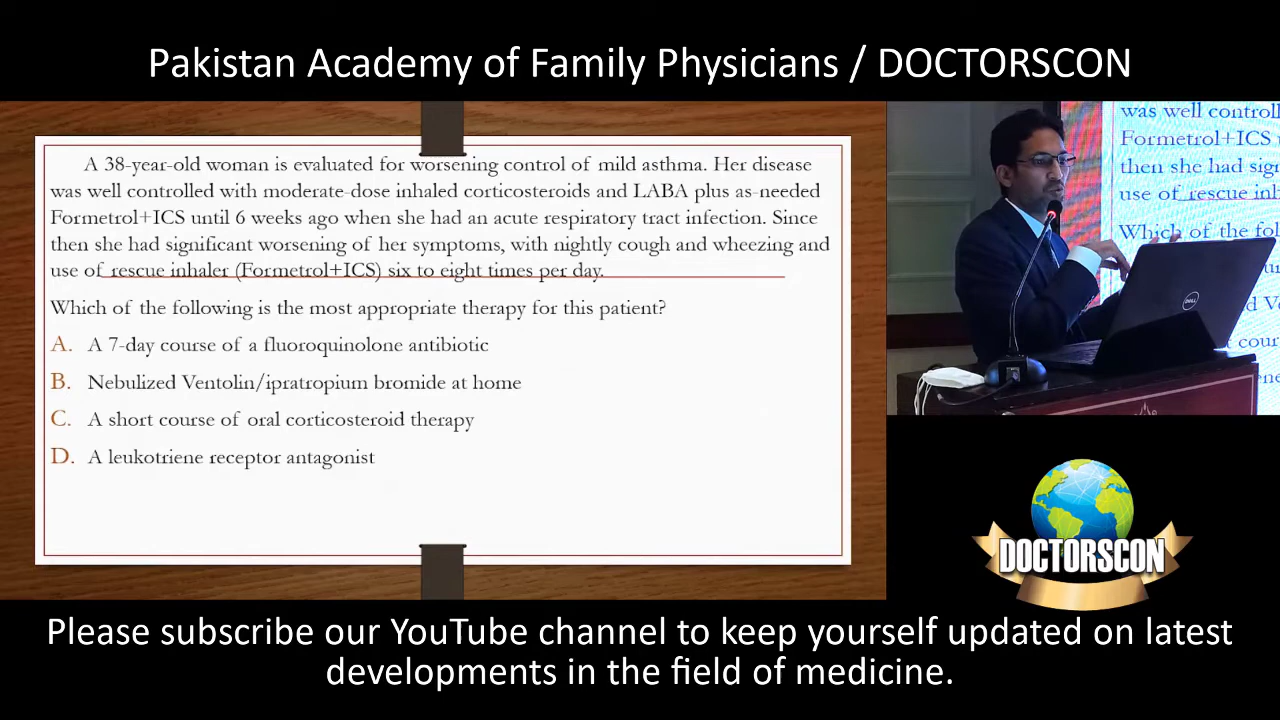 Pakistan Academy of Family Physicians / DOCTORSCON
A 38-year-old woman is evaluated for worsening control of mild asthma. Her disease
was well controlled with moderate-dose inhaled corticosteroids and LABA plus as-needed
Formetrol+ICS until 6 weeks ago when she had an acute respiratory tract infection. Since
then she had significant worsening of her symptoms, with nightly cough and wheezing and
use of rescue inhaler (Formetrol+ICS) six to eight times per day.
Which of the following is the most appropriate therapy for this patient?
A. A 7-day course of a fluoroquinolone antibiotic
B. Nebulized Ventolin/ipratropium bromide at home
C. A short course of oral corticosteroid therapy
D. A leukotriene receptor antagonist
was well controll
Formetrol+ICS
then she had sig
use of rescue inh
Which of the fol
DELL
DOCTORSCON
Please subscribe our YouTube channel to keep yourself updated on latest
developments in the field of medicine.